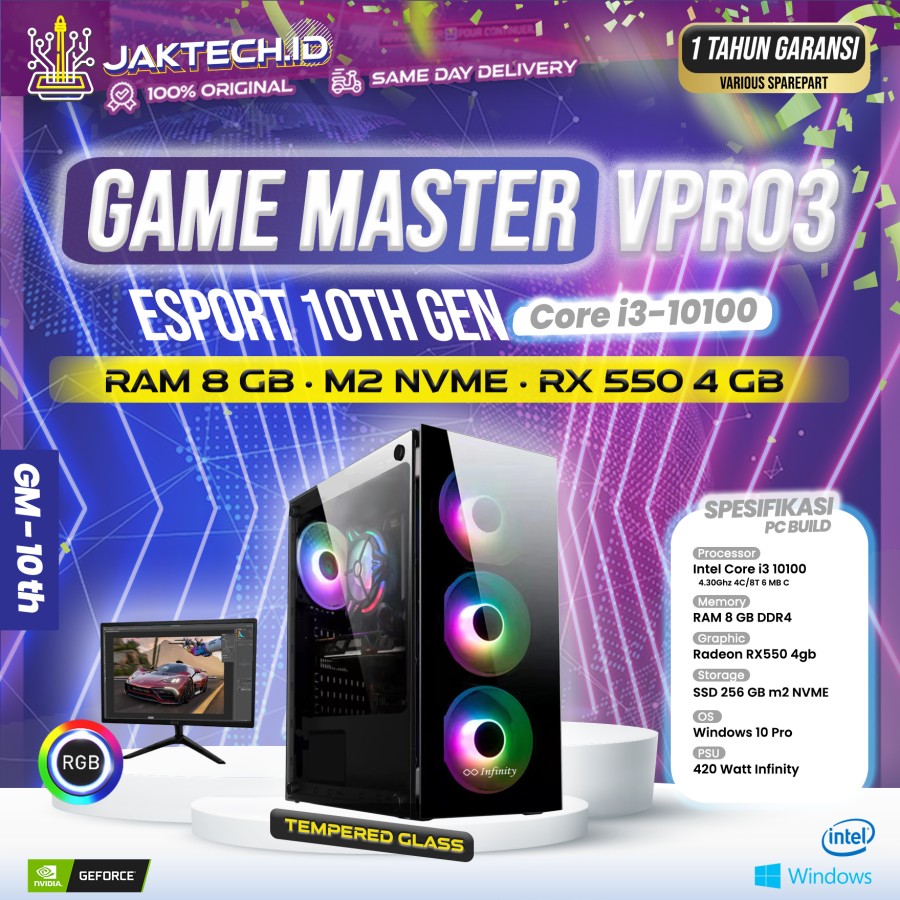 JAKTECH.ID
100% ORIGINAL
SAME DAY DELIVERY
1 TAHUN GARANSI
VARIOUS SPAREPART
GAME MASTER VPRO3
ESPORT 10TH GEN Core i3-10100
RAM 8 GB · M2 NVME · RX 550 4 GB
GM - 10th
SPESIFIKASI
PC BUILD
Processor
Intel Core i3 10100
4.30Ghz 4C/8T 6 MB C
Memory
RAM 8 GB DDR4
Graphic
Radeon RX550 4gb
Storage
SSD 256 GB m2 NVME
OS
Windows 10 Pro
PSU
420 Watt Infinity
RGB
Infinity
TEMPERED GLASS
NVIDIA. GEFORCE
intel
Windows